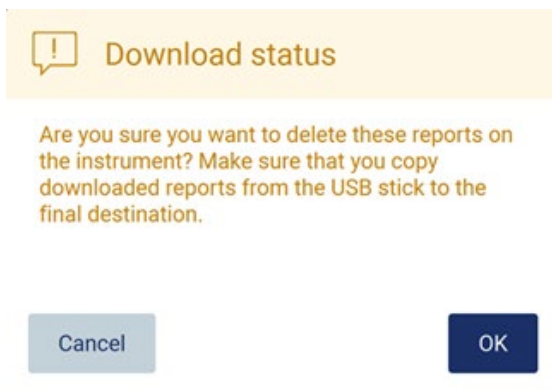 Download status
Are you sure you want to delete these reports on
the instrument? Make sure that you copy
downloaded reports from the USB stick to the
final destination.
Cancel
OK